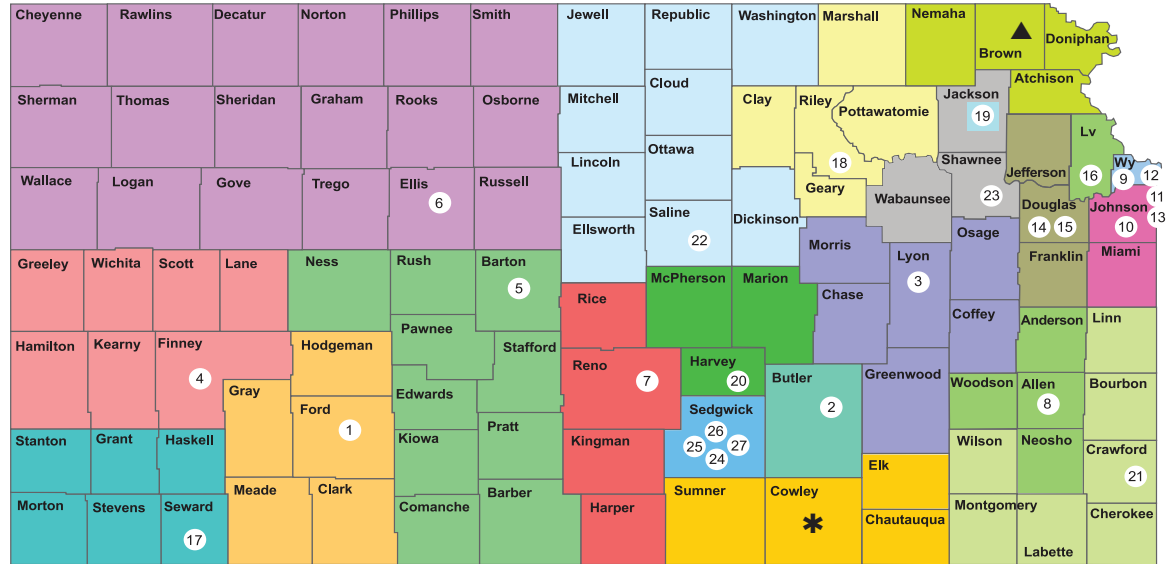 Cheyenne Rawlins Decatur Norton Phillips Smith Jewell Republic Washington Marshall Nemaha Brown Doniphan
Atchison
Sherman Thomas Sheridan Graham Rooks Osborne Mitchell Cloud Clay Riley Pottawatomie Jackson
19
Lv
16
Wy
9 12
11
13
Wallace Logan Gove Trego Ellis Russell Lincoln Ottawa
6
18
Geary
Wabaunsee
Shawnee
23
Jefferson
Douglas
14 15
Johnson
10
Ellsworth Saline Dickinson
22
Morris Lyon Osage Franklin Miami
3
Greeley Wichita Scott Lane Ness Rush Barton
5
McPherson Marion Chase Coffey Anderson Linn
Rice
Hamilton Kearny Finney Hodgeman Pawnee Stafford
4
Reno
7
Harvey
20
Butler
2
Greenwood Woodson Allen Bourbon
8
Gray Ford Edwards
1
Kiowa Pratt Kingman Sedgwick
26
25 27
24
Stanton Grant Haskell
Wilson Neosho Crawford
21
Elk
Morton Stevens Seward
17
Meade Clark Comanche Barber Harper Sumner Cowley
*
Chautauqua Montgomery Labette Cherokee